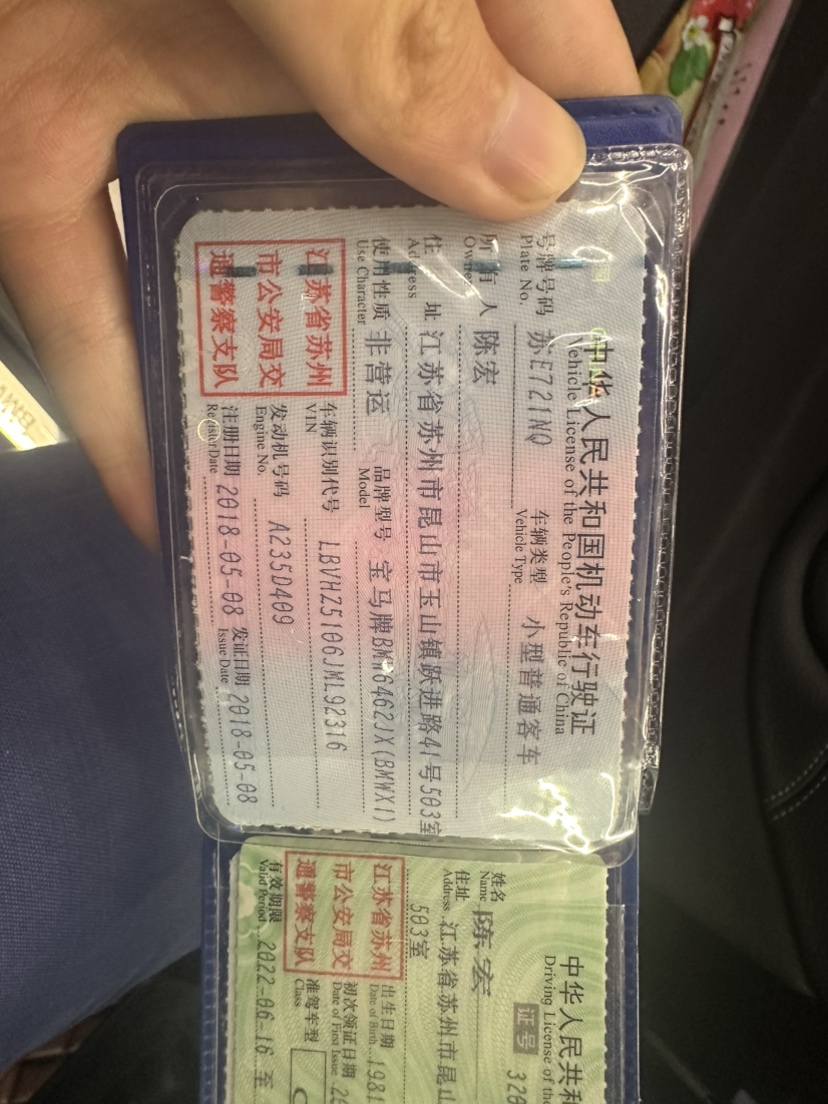 中华人民共和国机动车行驶证
Vehicle License of the People's Republic of China
号牌号码 苏E721NQ 车辆类型 小型普通客车
Plate No. Vehicle Type
所有人 陈宏
Owner
住址 江苏省苏州市昆山市玉山镇跃进路41号503室
Address
使用性质 非营运 品牌型号 宝马牌BMW6462JX(BMWX1)
Use Character Model
江苏省苏州
市公安局交
通警察支队
车辆识别代号 LBVHZ5106JML92316
VIN
发动机号码 A235D409
Engine No.
注册日期 2018-05-08 发证日期 2018-05-08
Register Date Issue Date
中华人民共和
Driving License of the
证号 320
姓名 陈宏
Name
住址 江苏省苏州市昆山
Address
503室
江苏省苏州
市公安局交
通警察支队
出生日期 1981
Date of Birth
初次领证日期 20
Date of First Issue
准驾车型 C
Class
有效期限 2022-06-16 至
Valid Period